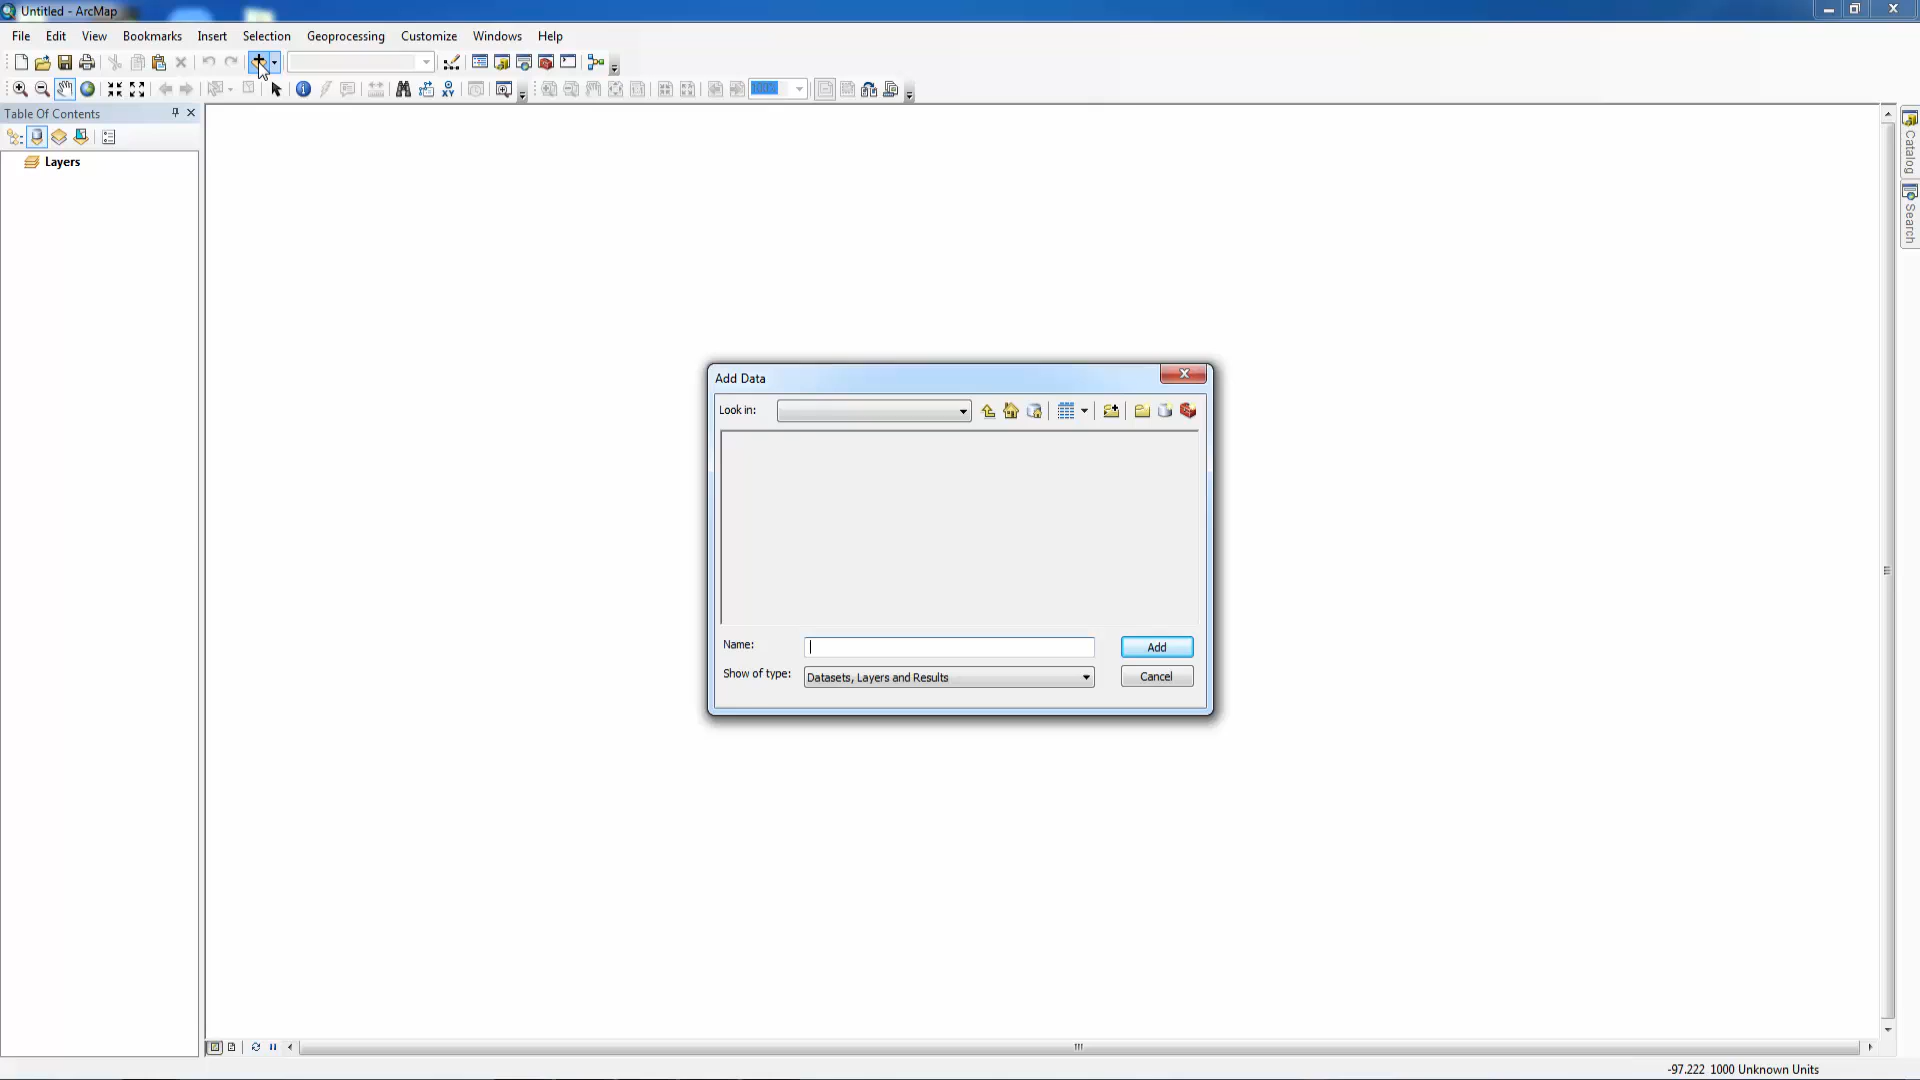 Untitled - ArcMap
File Edit View Bookmarks Insert Selection Geoprocessing Customize Windows Help
Table Of Contents
Layers
Catalog
Search
Add Data
Look in:
Name:
Add
Show of type: Datasets, Layers and Results
Cancel
-97.222 1000 Unknown Units